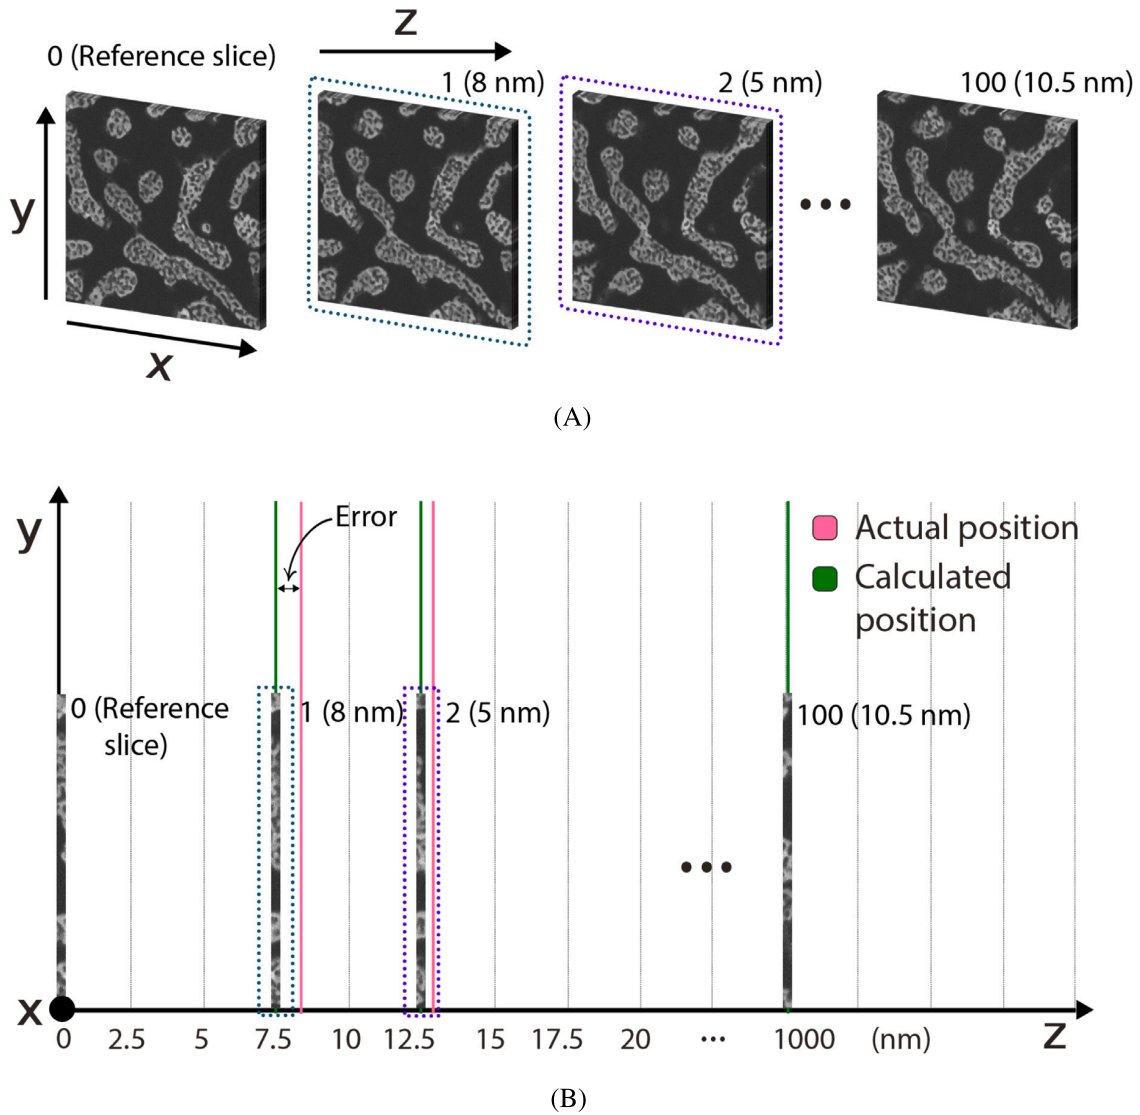 z
0 (Reference slice)
1 (8 nm)
2 (5 nm)
100 (10.5 nm)
y
•••
x
(A)
y
Error
Actual position
Calculated
position
0 (Reference
slice)
1 (8 nm)
2 (5 nm)
100 (10.5 nm)
•••
x
0 2.5 5 7.5 10 12.5 15 17.5 20 ... 1000 (nm) z
(B)